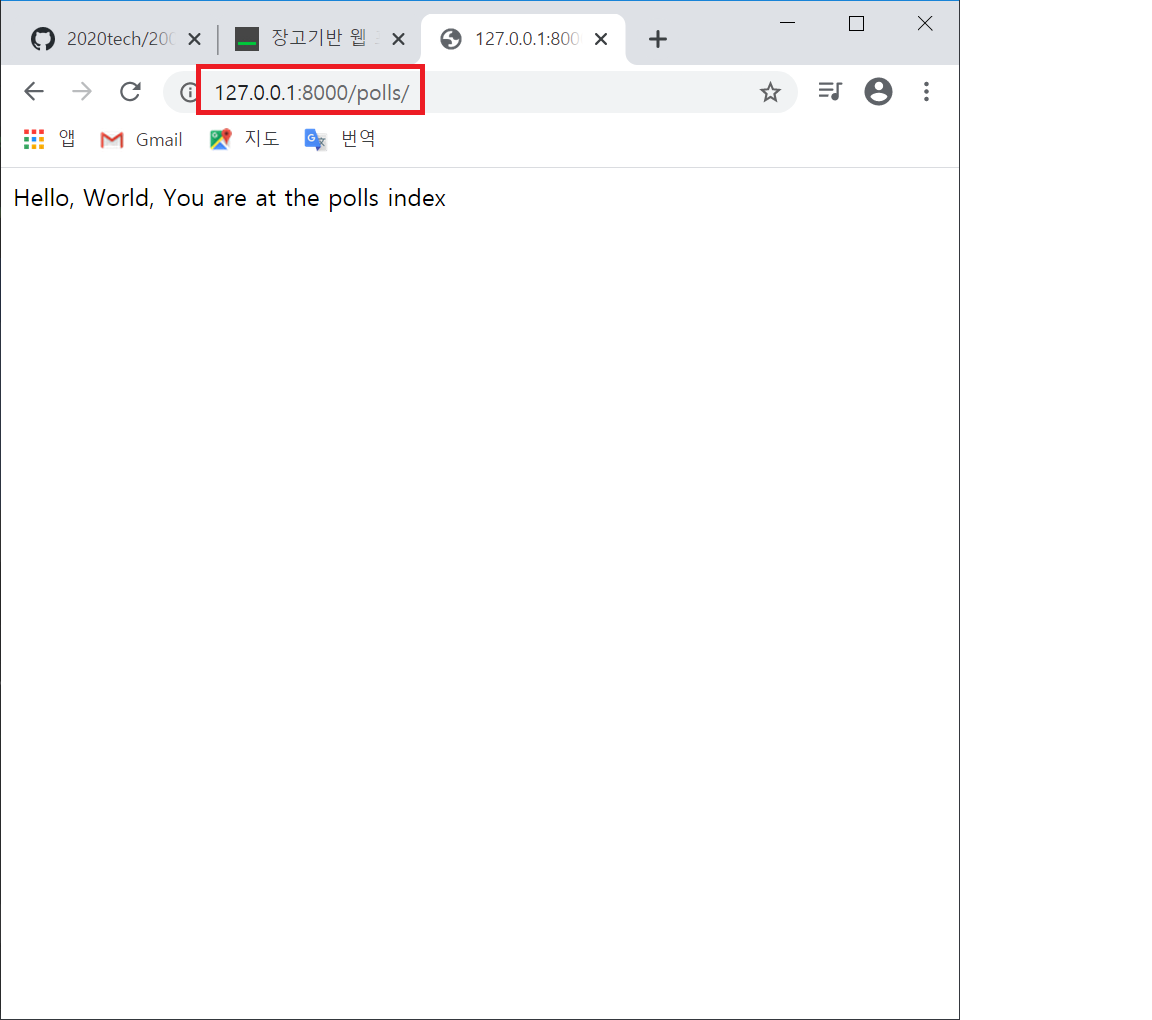 2020tech/200
장고기반 웹
127.0.0.1:800
127.0.0.1:8000/polls/
앱 Gmail 지도 번역
Hello, World, You are at the polls index